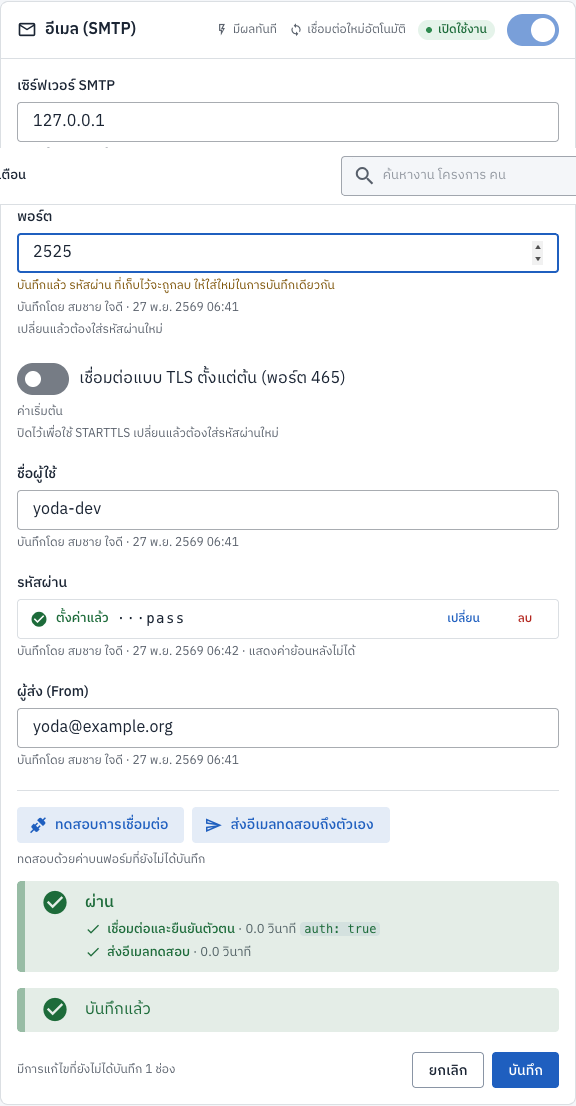 อีเมล (SMTP) มีผลทันที เชื่อมต่อใหม่อัตโนมัติ เปิดใช้งาน
เซิร์ฟเวอร์ SMTP
127.0.0.1
ค้นหางาน โครงการ คน
พอร์ต
2525
บันทึกแล้ว รหัสผ่าน ที่เก็บไว้จะถูกลบ ให้ใส่ใหม่ในการบันทึกเดียวกัน
บันทึกโดย สมชาย ใจดี · 27 พ.ย. 2569 06:41
เปลี่ยนแล้วต้องใส่รหัสผ่านใหม่
เชื่อมต่อแบบ TLS ตั้งแต่ต้น (พอร์ต 465)
ค่าเริ่มต้น
ปิดไว้เพื่อใช้ STARTTLS เปลี่ยนแล้วต้องใส่รหัสผ่านใหม่
ชื่อผู้ใช้
yoda-dev
บันทึกโดย สมชาย ใจดี · 27 พ.ย. 2569 06:41
รหัสผ่าน
ตั้งค่าแล้ว ···pass เปลี่ยน ลบ
บันทึกโดย สมชาย ใจดี · 27 พ.ย. 2569 06:42 · แสดงค่าย้อนหลังไม่ได้
ผู้ส่ง (From)
yoda@example.org
บันทึกโดย สมชาย ใจดี · 27 พ.ย. 2569 06:41
ทดสอบการเชื่อมต่อ ส่งอีเมลทดสอบถึงตัวเอง
ทดสอบด้วยค่าบนฟอร์มที่ยังไม่ได้บันทึก
ผ่าน
เชื่อมต่อและยืนยันตัวตน · 0.0 วินาที auth: true
ส่งอีเมลทดสอบ · 0.0 วินาที
บันทึกแล้ว
มีการแก้ไขที่ยังไม่ได้บันทึก 1 ช่อง ยกเลิก บันทึก